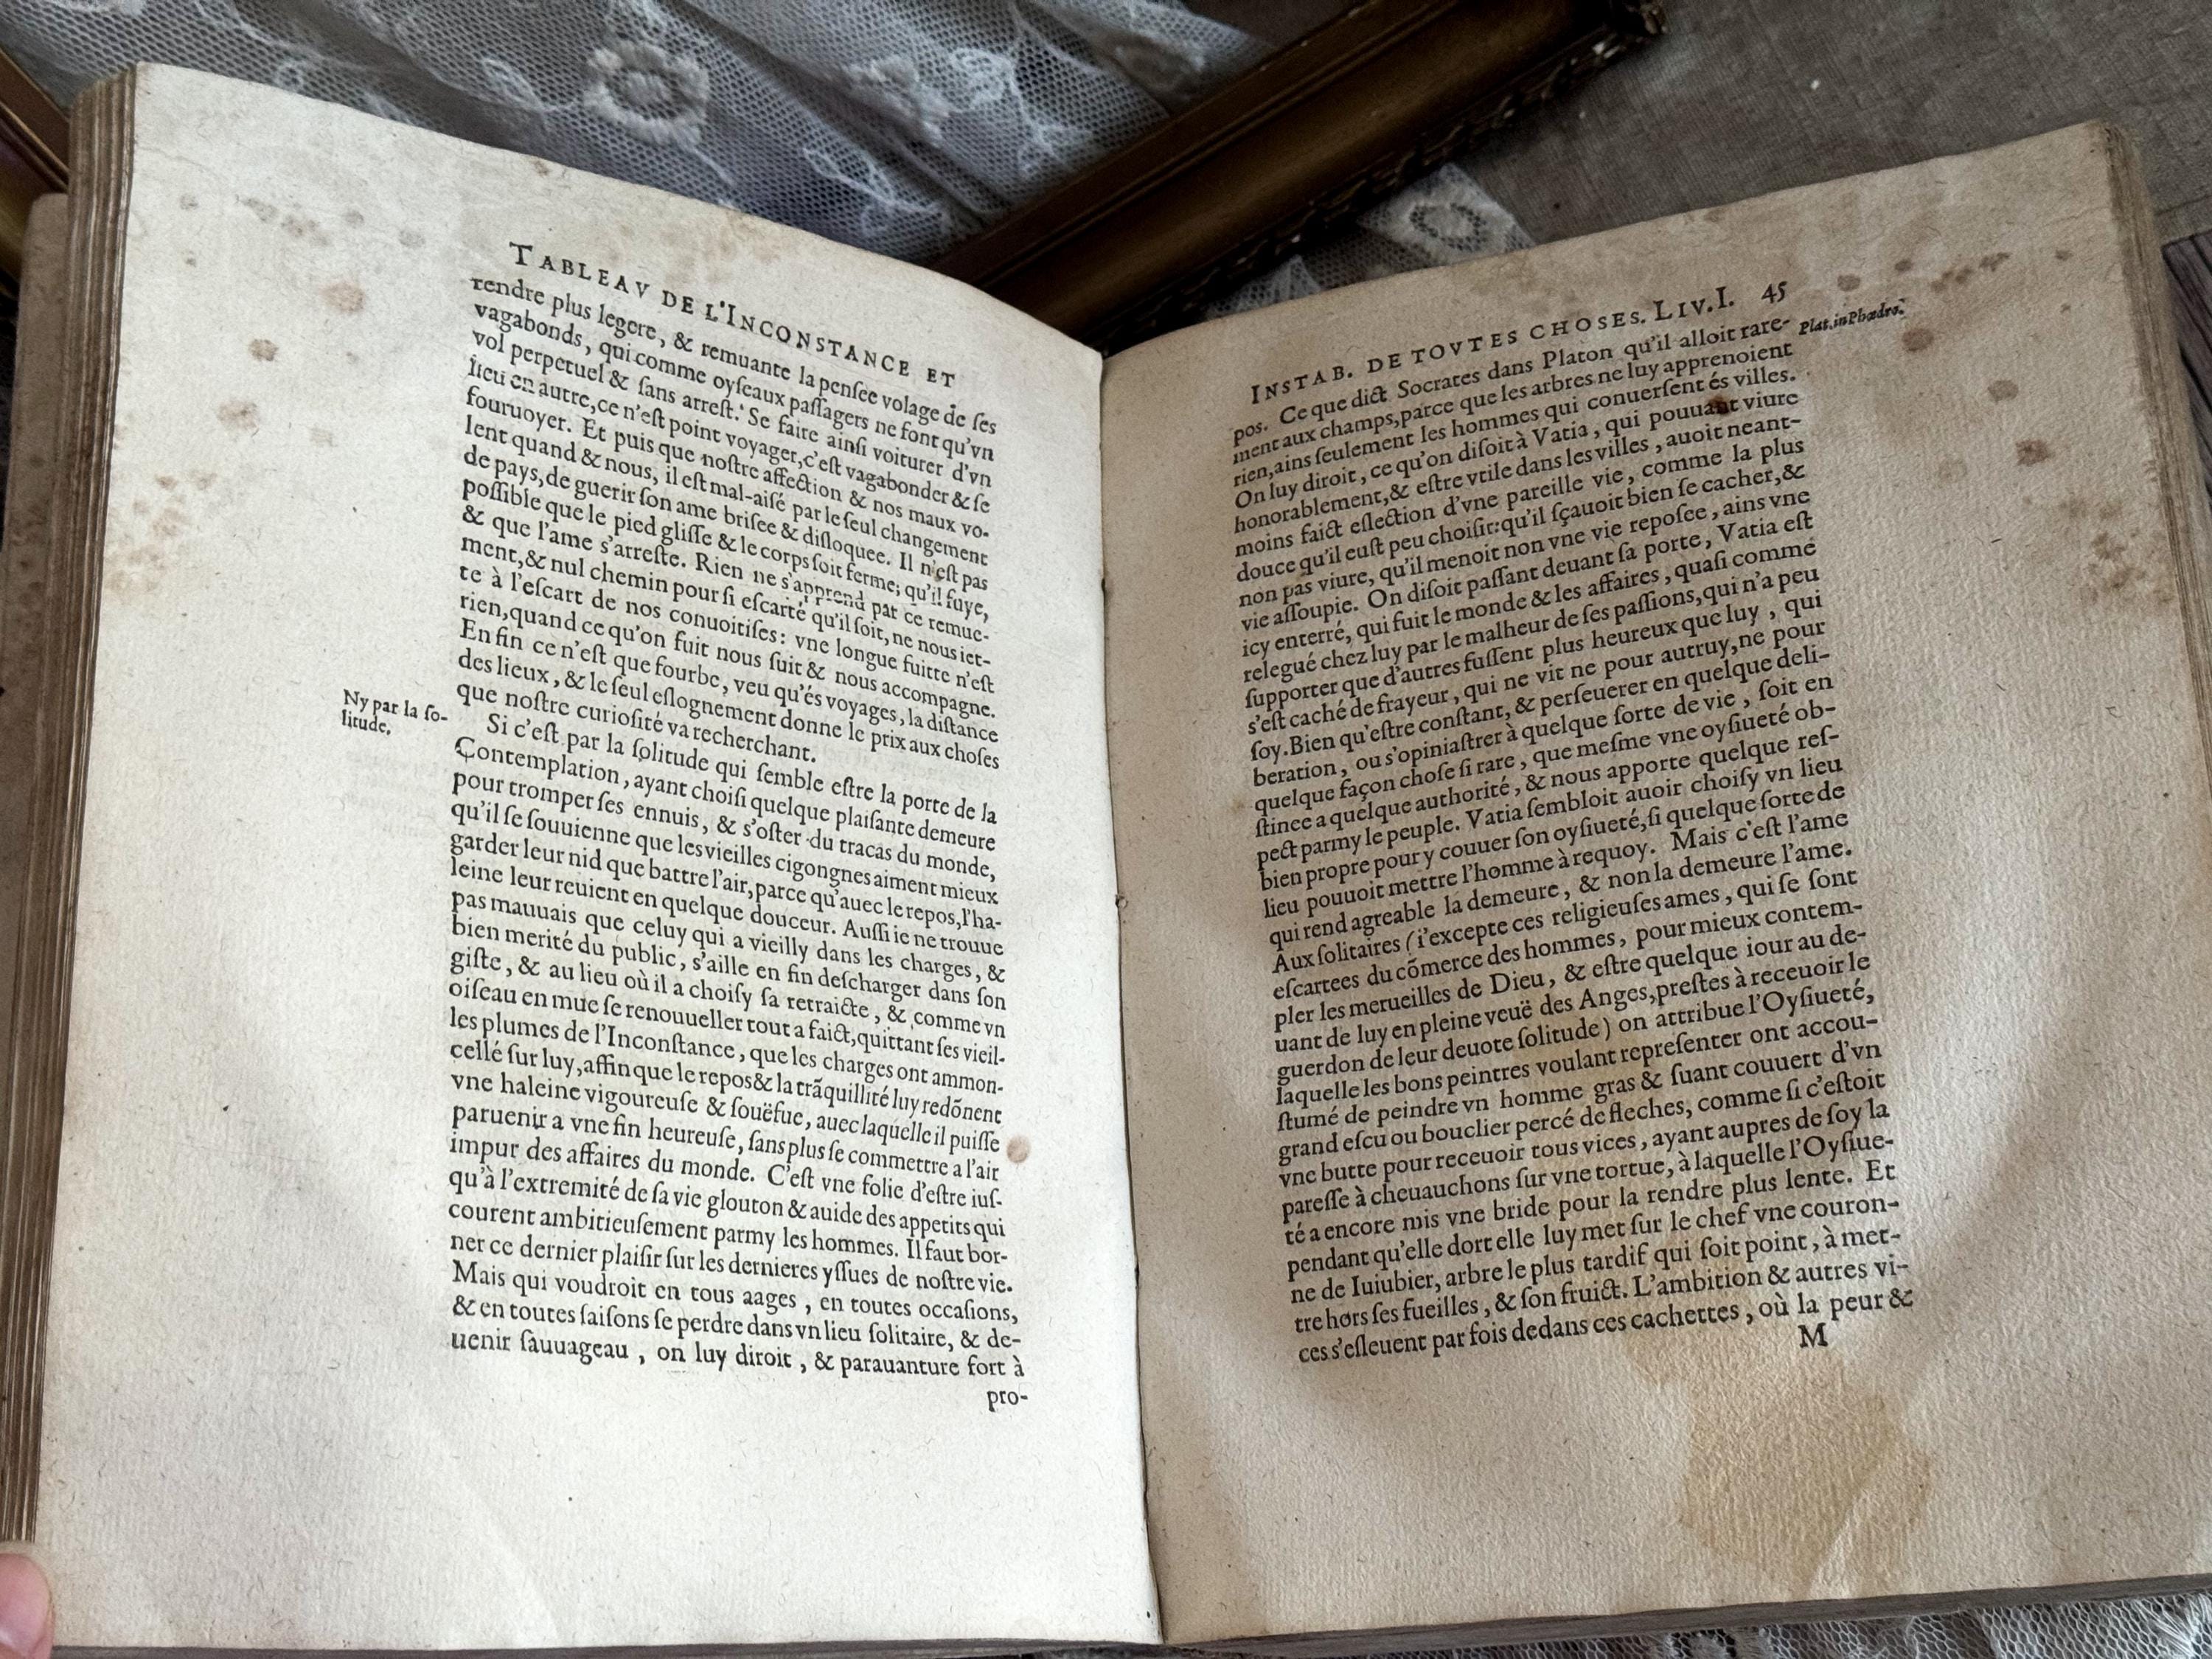 TABLEAV DE L'INCONSTANCE ET
rendre plus legere, & remuante la pensée volage de ſes
vagabonds, qui comme oyſeaux paſſagers ne font qu'vn
vol perpetuel & ſans arreſt. Se faire ainſi voiturer d'vn
lieu en autre, ce n'eſt point voyager, c'eſt vagabonder & ſe
fouruoyer. Et puis que noſtre affection & nos maux vo-
lent quand & nous, il eſt mal-aiſé par le ſeul changement
de pays, de guerir ſon ame briſee & diſloquee. Il n'eſt pas
poſſible que le pied gliſſe & le corps ſoit ferme; qu'il fuye,
& que l'ame s'arreſte. Rien ne s'apprend par ce remue-
ment, & nul chemin pour ſi eſcarté qu'il ſoit, ne nous iet-
te à l'eſcart de nos conuoitiſes: vne longue fuitte n'eſt
rien, quand ce qu'on fuit nous ſuit & nous accompagne.
En fin ce n'eſt que fourbe, veu qu'és voyages, la diſtance
des lieux, & le ſeul eſlognement donne le prix aux choſes
que noſtre curioſité va recherchant.
Ny par la ſo-
litude.
Si c'eſt par la ſolitude qui ſemble eſtre la porte de la
Contemplation, ayant choiſi quelque plaiſante demeure
pour tromper ſes ennuis, & s'oſter du tracas du monde,
qu'il ſe ſouuienne que les vieilles cigongnes aiment mieux
garder leur nid que battre l'air, parce qu'auec le repos, l'ha-
leine leur reuient en quelque douceur. Auſſi ie ne trouue
pas mauuais que celuy qui a vieilly dans les charges, &
bien merité du public, s'aille en fin deſcharger dans ſon
giſte, & au lieu où il a choiſy ſa retraicte, & comme vn
oiſeau en mue ſe renouueller tout a faict, quittant ſes vieil-
les plumes de l'Inconſtance, que les charges ont ammon-
cellé ſur luy, affin que le repos & la trãquillité luy redõnent
vne haleine vigoureuſe & ſouëfue, auec laquelle il puiſſe
paruenir a vne fin heureuſe, ſans plus ſe commettre a l'air
impur des affaires du monde. C'eſt vne folie d'eſtre iuſ-
qu'à l'extremité de ſa vie glouton & auide des appetits qui
courent ambitieuſement parmy les hommes. Il faut bor-
ner ce dernier plaiſir ſur les dernieres yſſues de noſtre vie.
Mais qui voudroit en tous aages, en toutes occaſions,
& en toutes ſaiſons ſe perdre dans vn lieu ſolitaire, & de-
uenir ſauuageau, on luy diroit, & parauanture fort à
pro-
INSTAB. DE TOVTES CHOSES. LIV. I. 45
pos. Ce que dict Socrates dans Platon qu'il alloit rare-
Plat. in Phœdro.
ment aux champs, parce que les arbres ne luy apprenoient
rien, ains ſeulement les hommes qui conuerſent és villes.
On luy diroit, ce qu'on diſoit à Vatia, qui pouuant viure
honorablement, & eſtre vtile dans les villes, auoit neant-
moins faict eſlection d'vne pareille vie, comme la plus
douce qu'il euſt peu choiſir: qu'il ſçauoit bien ſe cacher, &
non pas viure, qu'il menoit non vne vie repoſee, ains vne
vie aſſoupie. On diſoit paſſant deuant ſa porte, Vatia eſt
icy enterré, qui fuit le monde & les affaires, quaſi comme
relegué chez luy par le malheur de ſes paſſions, qui n'a peu
ſupporter que d'autres fuſſent plus heureux que luy, qui
s'eſt caché de frayeur, qui ne vit ne pour autruy, ne pour
ſoy. Bien qu'eſtre conſtant, & perſeuerer en quelque deli-
beration, ou s'opiniaſtrer à quelque ſorte de vie, ſoit en
quelque façon choſe ſi rare, que meſme vne oyſiueté ob-
ſtinee a quelque authorité, & nous apporte quelque reſ-
pect parmy le peuple. Vatia ſembloit auoir choiſy vn lieu
bien propre pour y couuer ſon oyſiueté, ſi quelque ſorte de
lieu pouuoit mettre l'homme à requoy. Mais c'eſt l'ame
qui rend agreable la demeure, & non la demeure l'ame.
Aux ſolitaires (i'excepte ces religieuſes ames, qui ſe ſont
eſcartees du cõmerce des hommes, pour mieux contem-
pler les merueilles de Dieu, & eſtre quelque iour au de-
uant de luy en pleine veuë des Anges, preſtes à receuoir le
guerdon de leur deuote ſolitude) on attribue l'Oyſiueté,
laquelle les bons peintres voulant repreſenter ont accou-
ſtumé de peindre vn homme gras & ſuant couuert d'vn
grand eſcu ou bouclier percé de fleches, comme ſi c'eſtoit
vne butte pour receuoir tous vices, ayant aupres de ſoy la
pareſſe à cheuauchons ſur vne tortue, à laquelle l'Oyſiue-
té a encore mis vne bride pour la rendre plus lente. Et
pendant qu'elle dort elle luy met ſur le chef vne couron-
ne de Iuiubier, arbre le plus tardif qui ſoit point, à met-
tre hors ſes fueilles, & ſon fruict. L'ambition & autres vi-
ces s'eſleuent par fois dedans ces cachettes, où la peur &
M